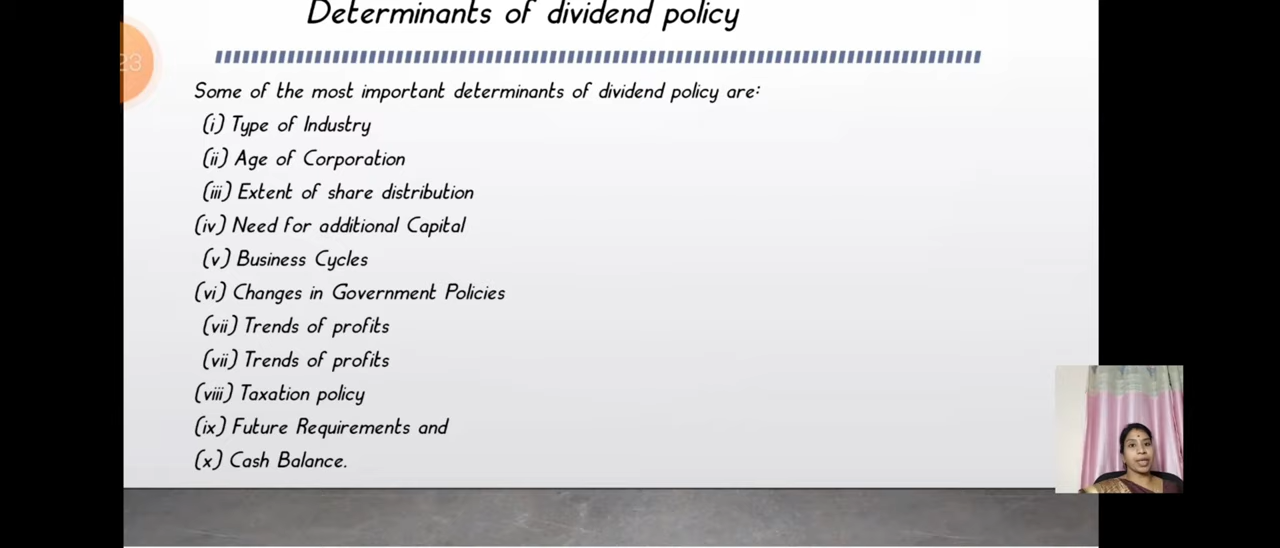 Determinants of dividend policy
23
Some of the most important determinants of dividend policy are:
(i) Type of Industry
(ii) Age of Corporation
(iii) Extent of share distribution
(iv) Need for additional Capital
(v) Business Cycles
(vi) Changes in Government Policies
(vii) Trends of profits
(vii) Trends of profits
(viii) Taxation policy
(ix) Future Requirements and
(x) Cash Balance.